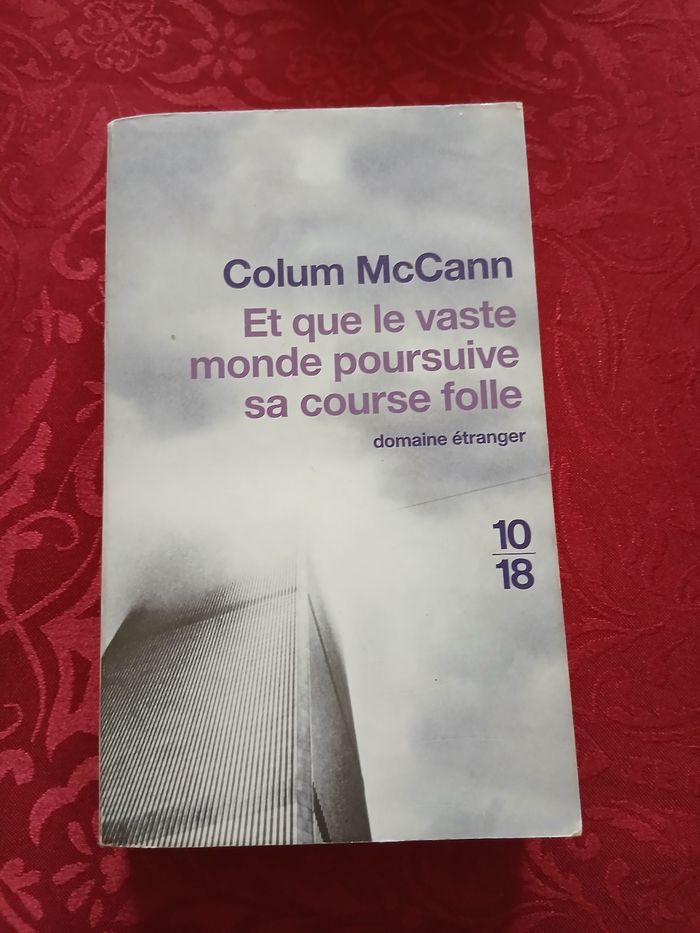 Colum McCann
Et que le vaste
monde poursuive
sa course folle
domaine étranger
10
18